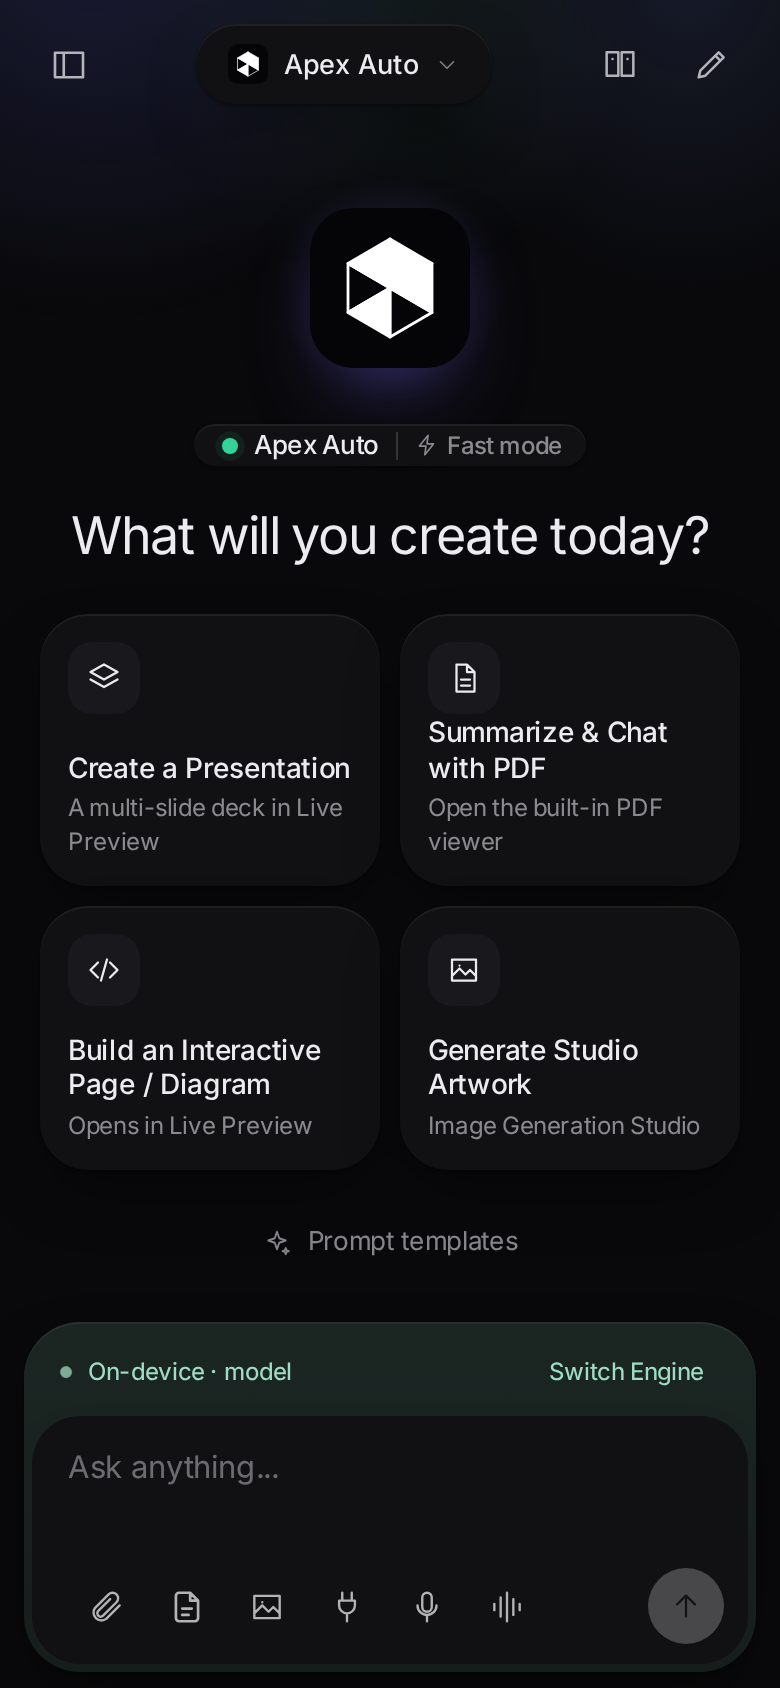 Apex Auto
Apex Auto
Fast mode
What will you create today?
Create a Presentation
A multi-slide deck in Live
Preview
Summarize & Chat
with PDF
Open the built-in PDF
viewer
Build an Interactive
Page / Diagram
Opens in Live Preview
Generate Studio
Artwork
Image Generation Studio
Prompt templates
On-device · model
Switch Engine
Ask anything...